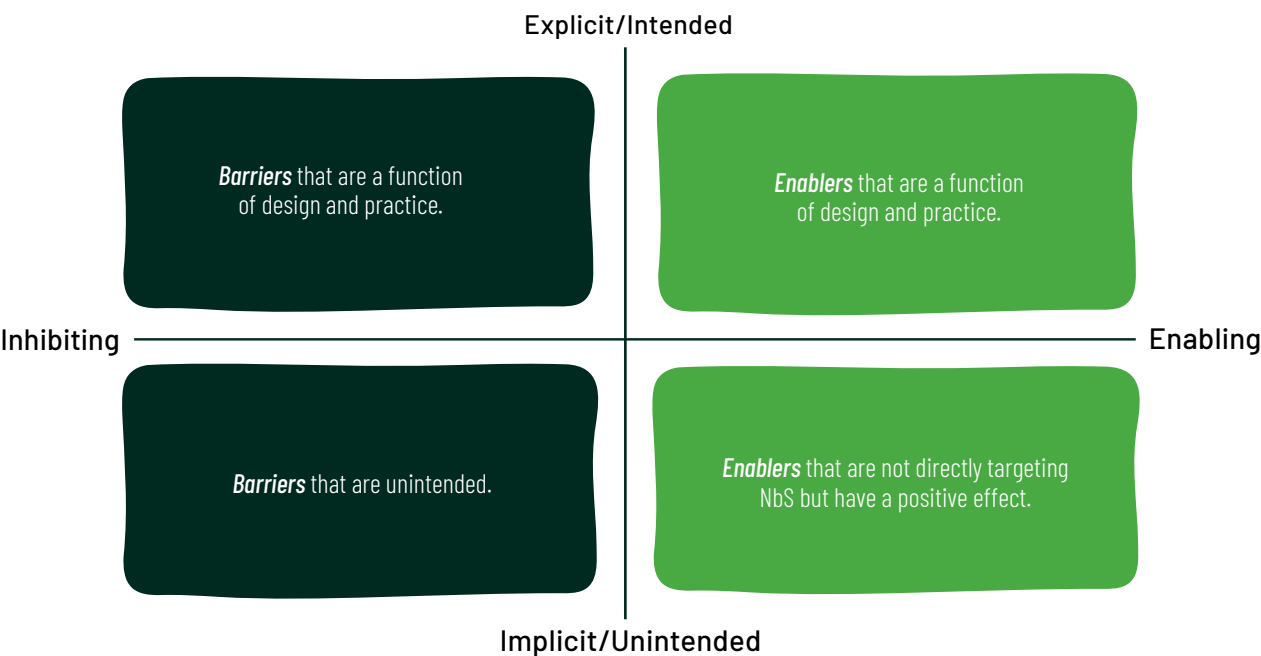 Explicit/Intended
Barriers that are a function
of design and practice.
Enablers that are a function
of design and practice.
Inhibiting
Enabling
Barriers that are unintended.
Enablers that are not directly targeting
NbS but have a positive effect.
Implicit/Unintended